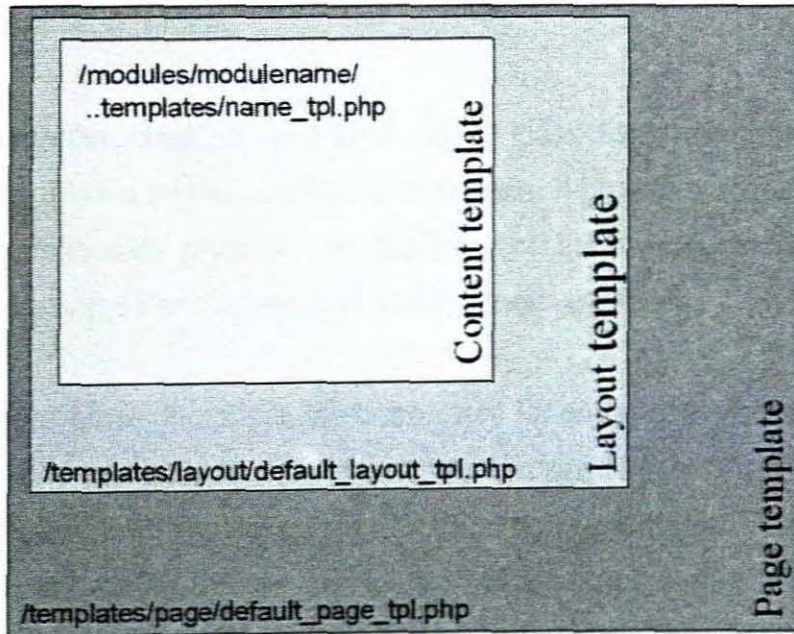 /modules/modulename/
..templates/name_tpl.php
Content template
Layout template
/templates/layout/default_layout_tpl.php
Page template
/templates/page/default_page_tpl.php